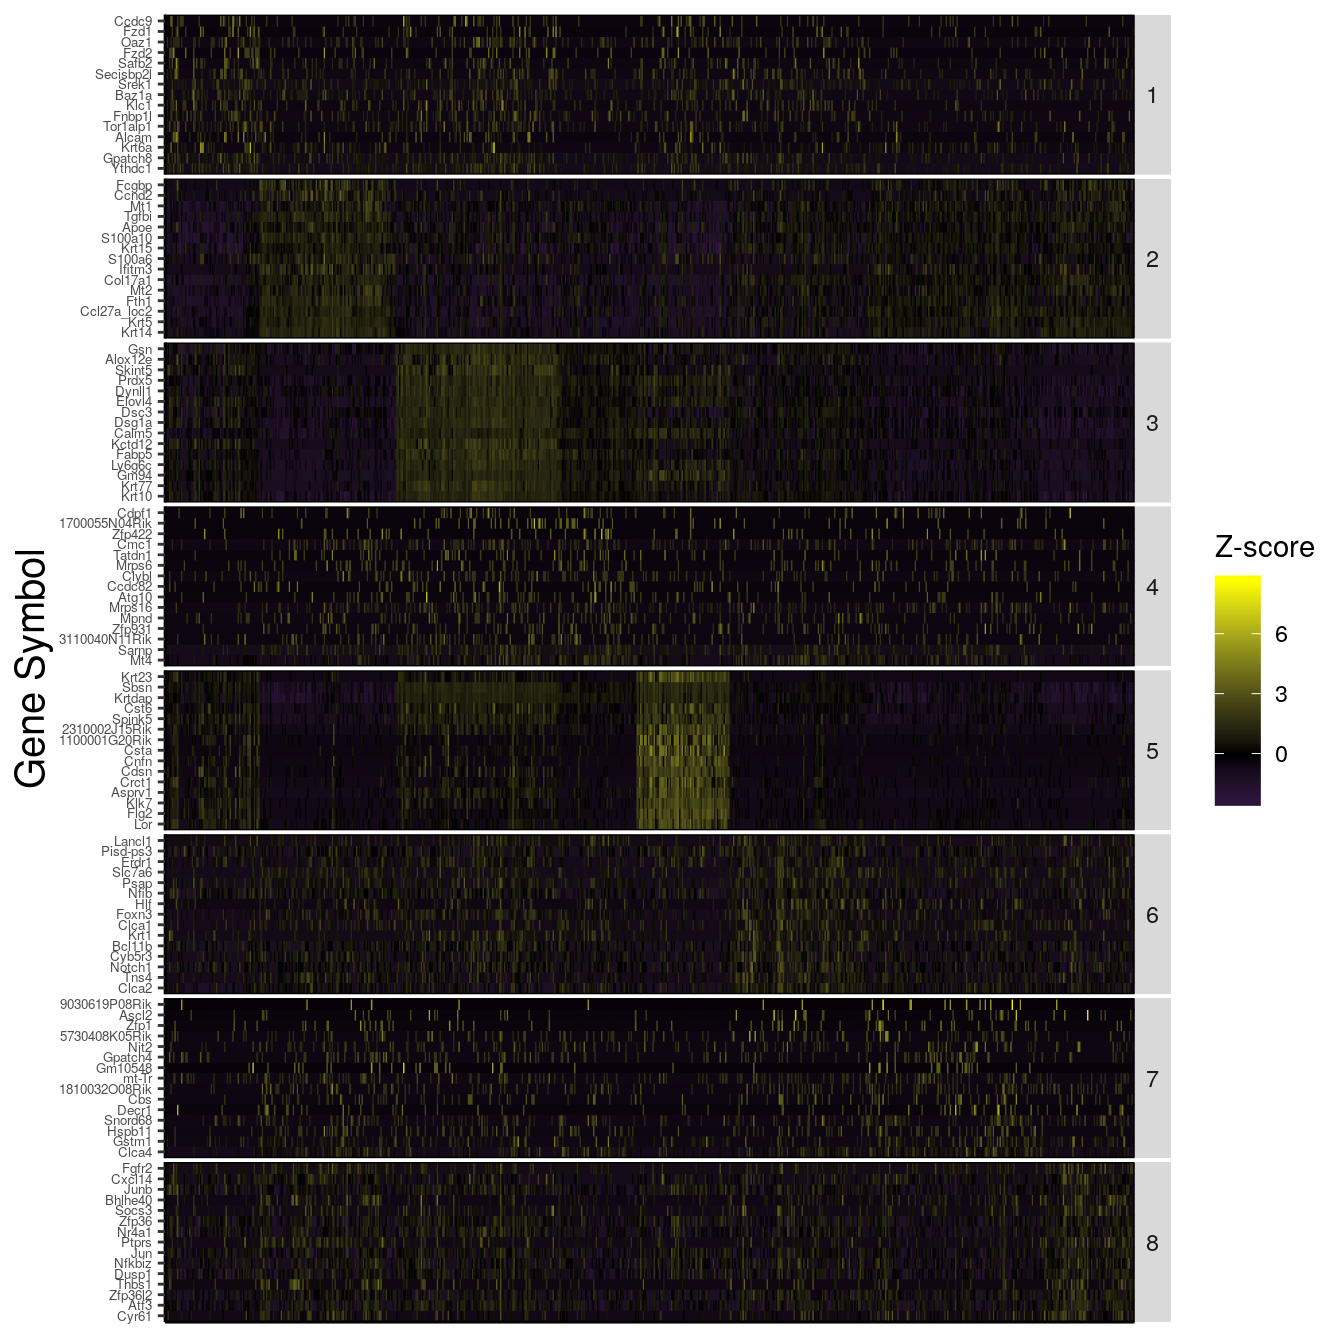 Ccdc9
Fzd1
Oaz1
Fzd2
Safb2
Secisbp2l
Srek1
Baz1a
Klc1
Fnbp1l
Tor1aip1
Alcam
Krt6a
Gpatch8
Ythdc1
1
Fcgbp
Ccnd2
Mt1
Tgfbi
Apoe
S100a10
Krt15
S100a6
Ifitm3
Col17a1
Mt2
Fth1
Ccl27a_loc2
Krt5
Krt14
2
Gsn
Alox12e
Skint5
Prdx5
Dynll1
Elovl4
Dsc3
Dsg1a
Calm5
Kctd12
Fabp5
Ly6g6c
Gm94
Krt77
Krt10
3
Cdpf1
1700055N04Rik
Zfp422
Cmc1
Tatdn1
Mrps6
Clybl
Ccdc82
Atg10
Mrps16
Mpnd
Zfp931
3110040N11Rik
Sarnp
Mt4
4
Krt23
Sbsn
Krtdap
Cst6
Spink5
2310002J15Rik
1100001G20Rik
Csta
Cnfn
Cdsn
Crct1
Asprv1
Klk7
Flg2
Lor
5
Lancl1
Pisd-ps3
Erdr1
Slc7a6
Psap
Nfib
Hlf
Foxn3
Clca1
Krt1
Bcl11b
Cyb5r3
Notch1
Tns4
Clca2
6
9030619P08Rik
Ascl2
Zfp1
5730408K05Rik
Nit2
Gpatch4
Gm10548
mt-Tr
1810032O08Rik
Cbs
Decr1
Snord68
Hspb11
Gstm1
Clca4
7
Fgfr2
Cxcl14
Junb
Bhlhe40
Socs3
Zfp36
Nr4a1
Ptprs
Jun
Nfkbiz
Dusp1
Thbs1
Zfp36l2
Atf3
Cyr61
8
Gene Symbol
Z-score
6
3
0